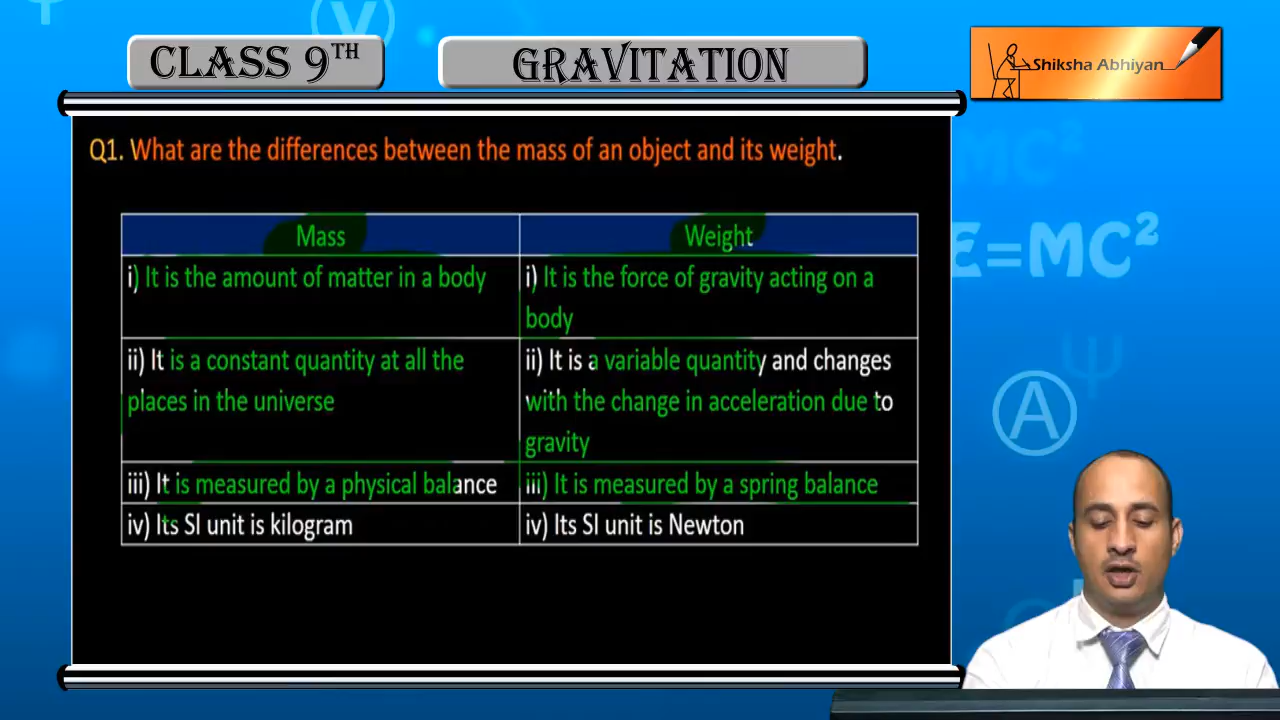 CLASS 9TH
GRAVITATION
Shiksha Abhiyan
Q1. What are the differences between the mass of an object and its weight.
Mass
Weight
i) It is the amount of matter in a body
i) It is the force of gravity acting on a
body
ii) It is a constant quantity at all the
places in the universe
ii) It is a variable quantity and changes
with the change in acceleration due to
gravity
iii) It is measured by a physical balance
iii) It is measured by a spring balance
iv) Its SI unit is kilogram
iv) Its SI unit is Newton
V
MC²
E=MC²
Ψ
A